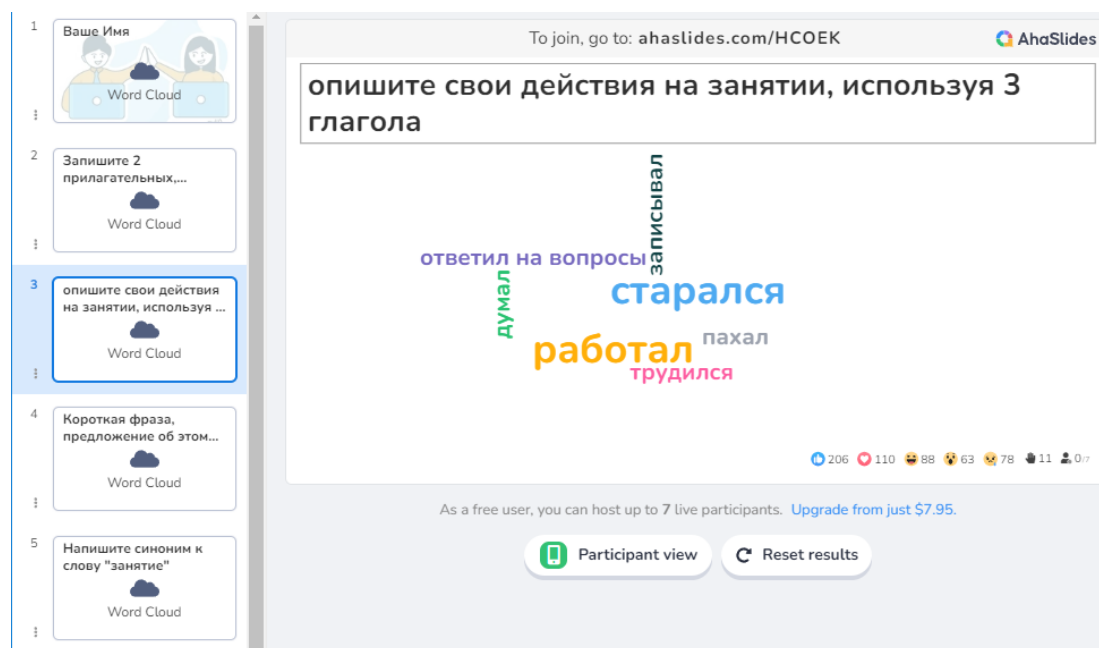 1
Ваше Имя
Word Cloud
2
Запишите 2
прилагательных,...
Word Cloud
3
опишите свои действия
на занятии, используя ...
Word Cloud
4
Короткая фраза,
предложение об этом...
Word Cloud
5
Напишите синоним к
слову "занятие"
Word Cloud
To join, go to: ahaslides.com/HCOEK
AhaSlides
опишите свои действия на занятии, используя 3
глагола
записывал
ответил на вопросы
думал
старался
работал
пахал
трудился
206 110 88 63 78 11 0/7
As a free user, you can host up to 7 live participants. Upgrade from just $7.95.
Participant view
Reset results